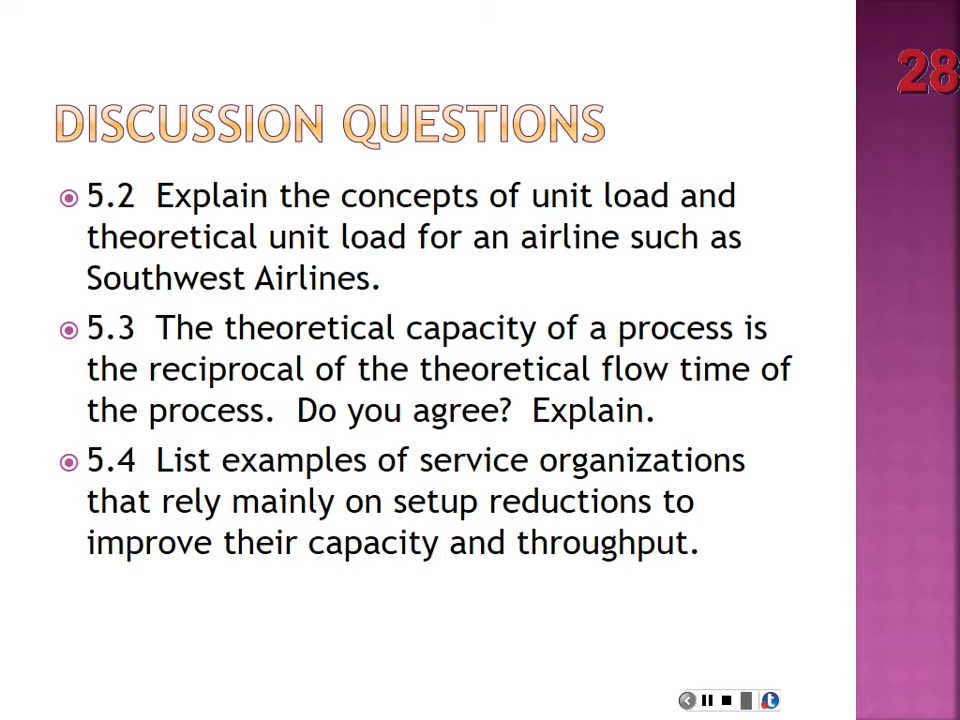 28
DISCUSSION QUESTIONS
5.2 Explain the concepts of unit load and
theoretical unit load for an airline such as
Southwest Airlines.
5.3 The theoretical capacity of a process is
the reciprocal of the theoretical flow time of
the process. Do you agree? Explain.
5.4 List examples of service organizations
that rely mainly on setup reductions to
improve their capacity and throughput.
t